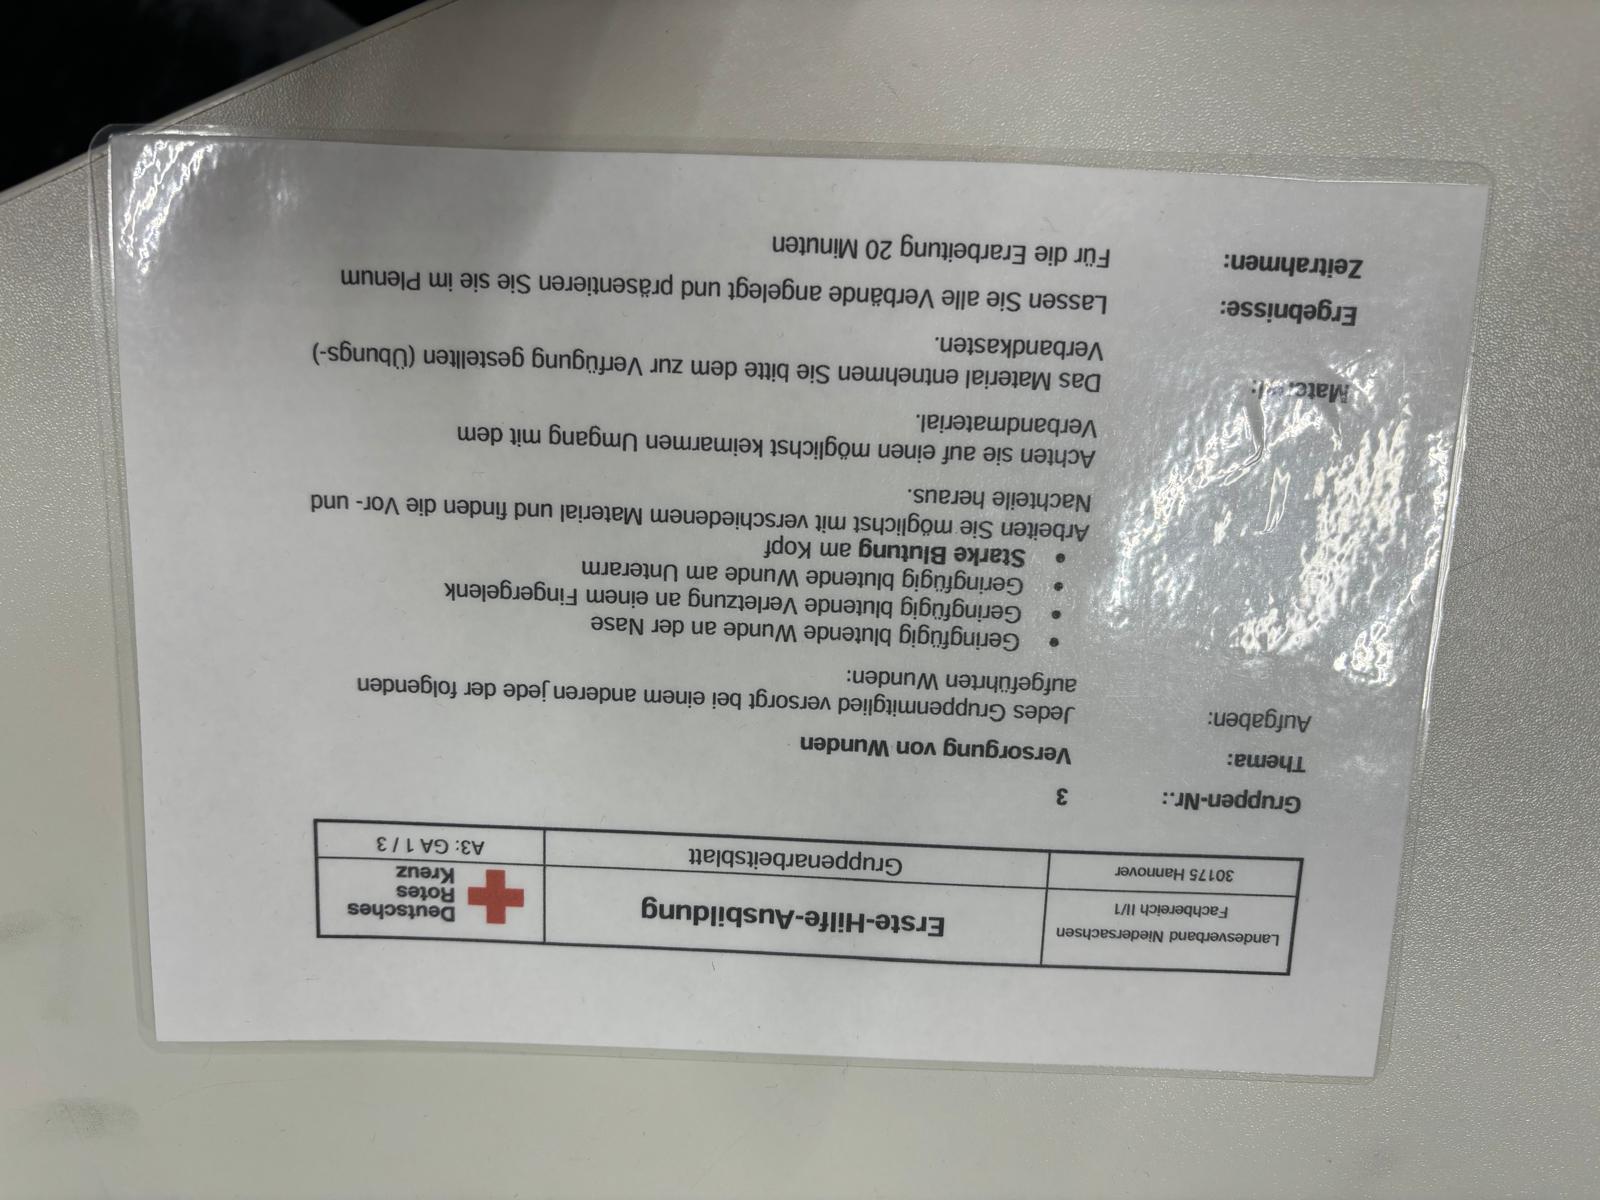 Landesverband Niedersachsen
Fachbereich II/1
30175 Hannover
Erste-Hilfe-Ausbildung
Gruppenarbeitsblatt
Deutsches
Rotes
Kreuz
A3: GA 1 / 3
Gruppen-Nr.: 3
Thema: Versorgung von Wunden
Aufgaben: Jedes Gruppenmitglied versorgt bei einem anderen jede der folgenden
aufgeführten Wunden:
• Geringfügig blutende Wunde an der Nase
• Geringfügig blutende Verletzung an einem Fingergelenk
• Geringfügig blutende Wunde am Unterarm
• Starke Blutung am Kopf
Arbeiten Sie möglichst mit verschiedenem Material und finden die Vor- und
Nachteile heraus.
Achten sie auf einen möglichst keimarmen Umgang mit dem
Verbandmaterial.
Material: Das Material entnehmen Sie bitte dem zur Verfügung gestellten (Übungs-)
Verbandkasten.
Ergebnisse: Lassen Sie alle Verbände angelegt und präsentieren Sie sie im Plenum
Zeitrahmen: Für die Erarbeitung 20 Minuten